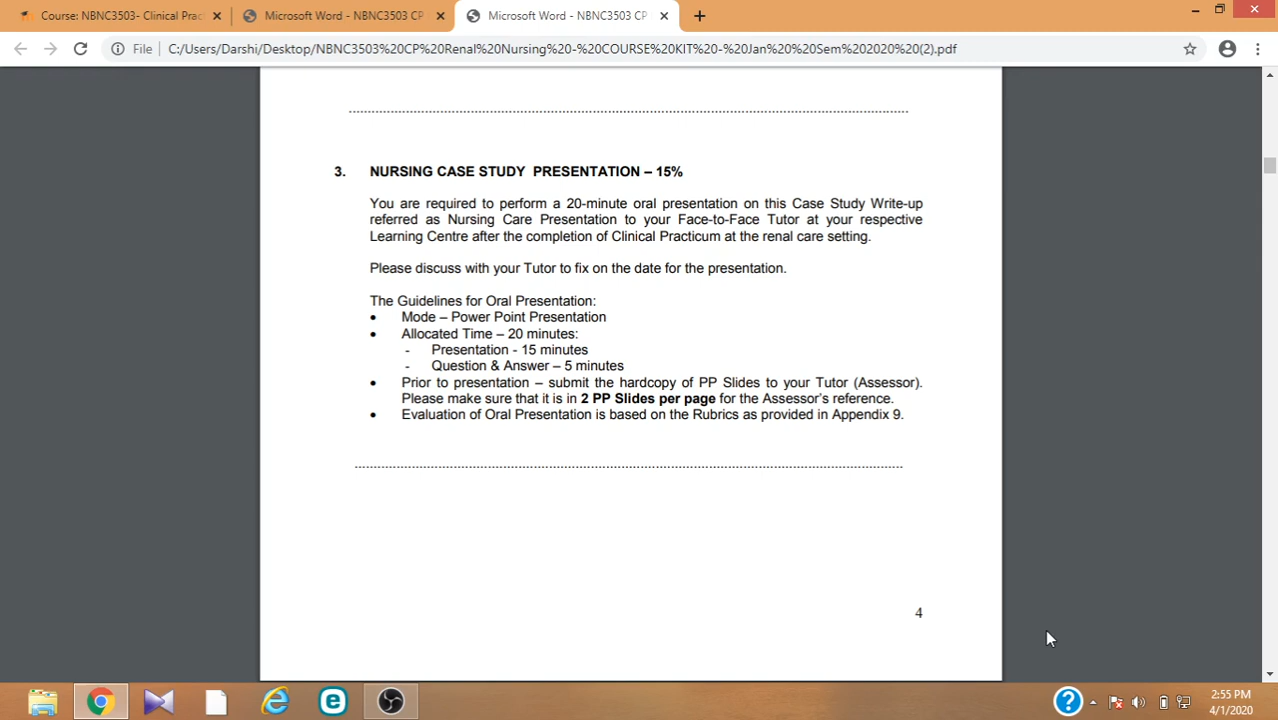 Course: NBNC3503- Clinical Prac
Microsoft Word - NBNC3503 CP
Microsoft Word - NBNC3503 CP
File
C:/Users/Darshi/Desktop/NBNC3503%20CP%20Renal%20Nursing%20-%20COURSE%20KIT%20-%20Jan%20%20Sem%202020%20(2).pdf
3. NURSING CASE STUDY PRESENTATION – 15%
You are required to perform a 20-minute oral presentation on this Case Study Write-up
referred as Nursing Care Presentation to your Face-to-Face Tutor at your respective
Learning Centre after the completion of Clinical Practicum at the renal care setting.
Please discuss with your Tutor to fix on the date for the presentation.
The Guidelines for Oral Presentation:
• Mode – Power Point Presentation
• Allocated Time – 20 minutes:
- Presentation - 15 minutes
- Question & Answer – 5 minutes
• Prior to presentation – submit the hardcopy of PP Slides to your Tutor (Assessor).
Please make sure that it is in 2 PP Slides per page for the Assessor's reference.
• Evaluation of Oral Presentation is based on the Rubrics as provided in Appendix 9.
4
2:55 PM
4/1/2020